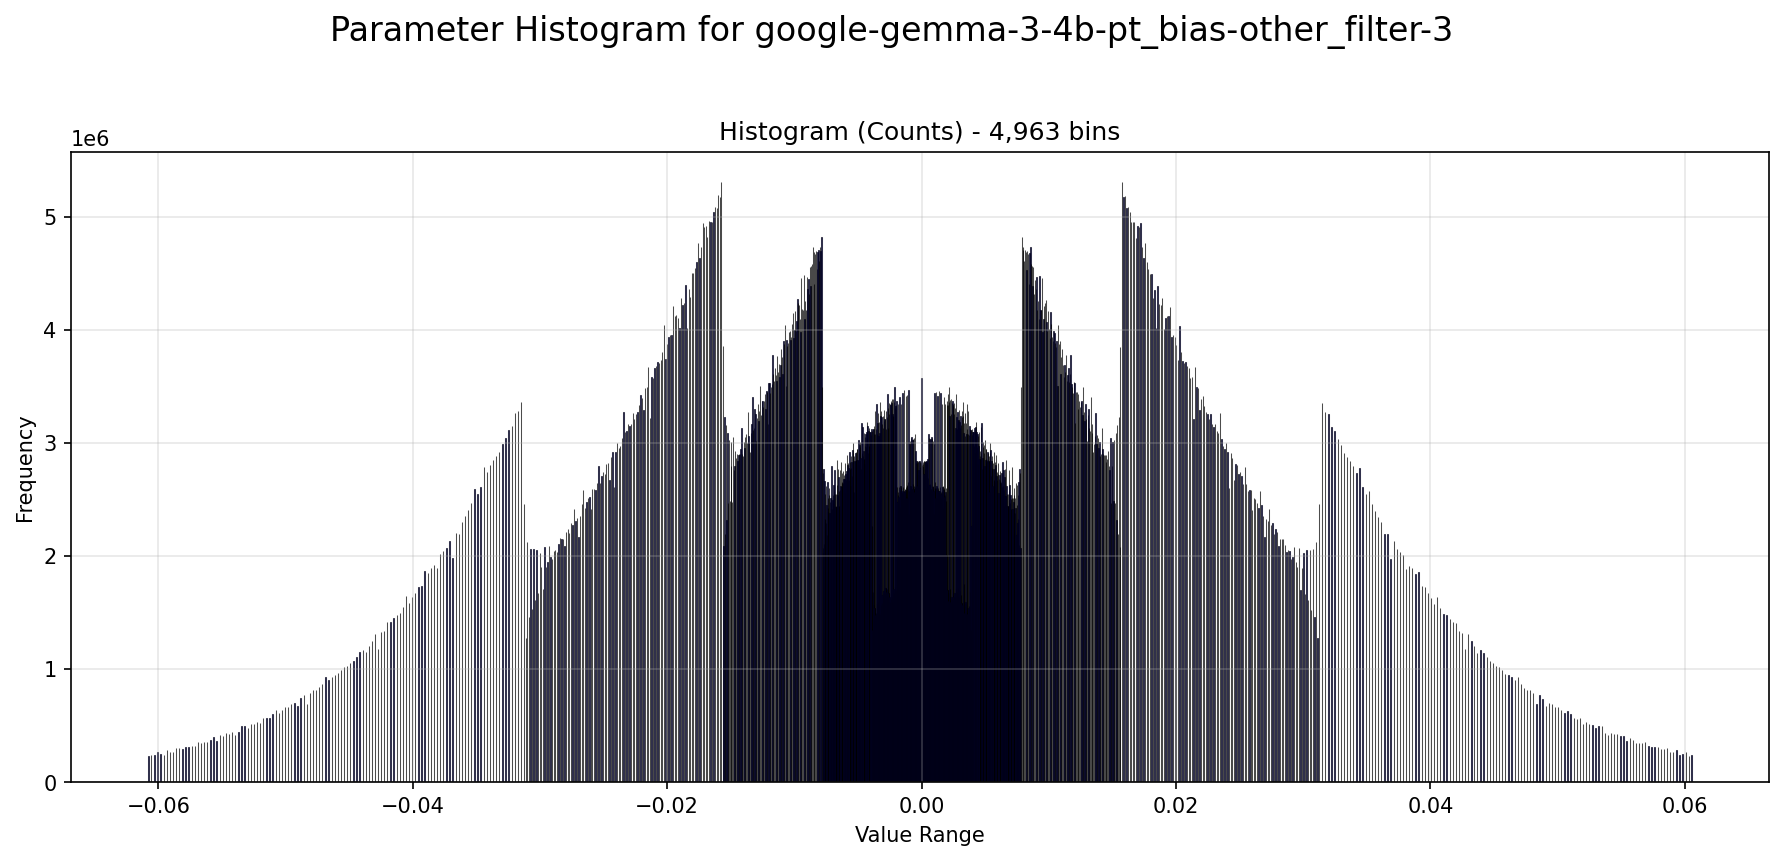 Parameter Histogram for google-gemma-3-4b-pt_bias-other_filter-3
Histogram (Counts) - 4,963 bins
1e6
5
4
3
2
1
0
Frequency
−0.06 −0.04 −0.02 0.00 0.02 0.04 0.06
Value Range